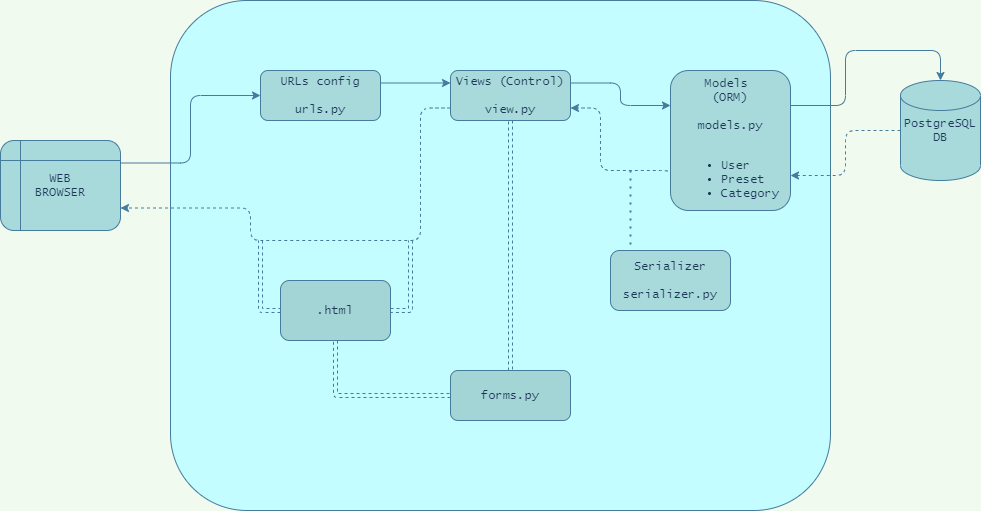 URLs config
urls.py
Views (Control)
view.py
Models
(ORM)
models.py
• User
• Preset
• Category
PostgreSQL
DB
WEB
BROWSER
Serializer
serializer.py
.html
forms.py